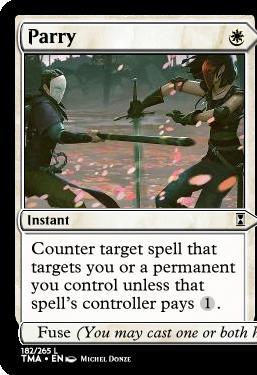 Parry
Instant
Counter target spell that
targets you or a permanent
you control unless that
spell's controller pays 1.
Fuse (You may cast one or both h
182/265 L
TMA • EN MICHEL DONZE